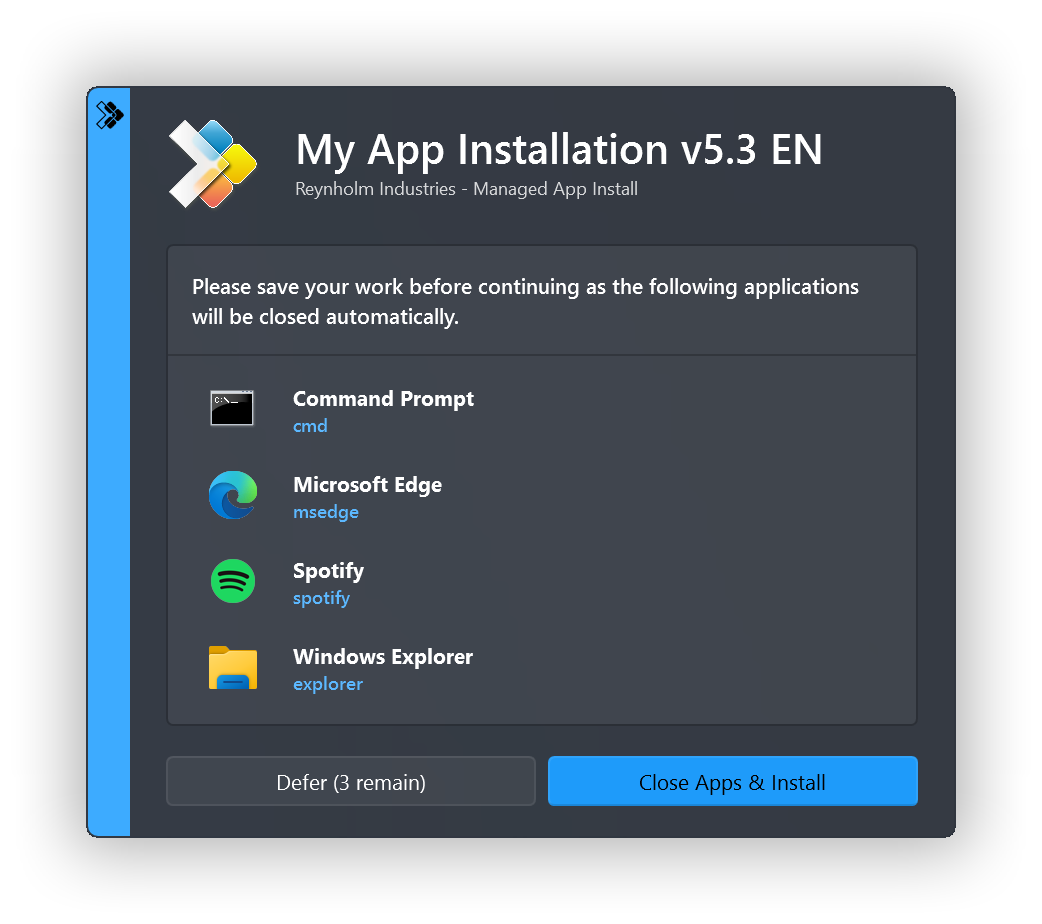 My App Installation v5.3 EN
Reynholm Industries - Managed App Install
Please save your work before continuing as the following applications
will be closed automatically.
C:\_
Command Prompt
cmd
Microsoft Edge
msedge
Spotify
spotify
Windows Explorer
explorer
Defer (3 remain)
Close Apps & Install